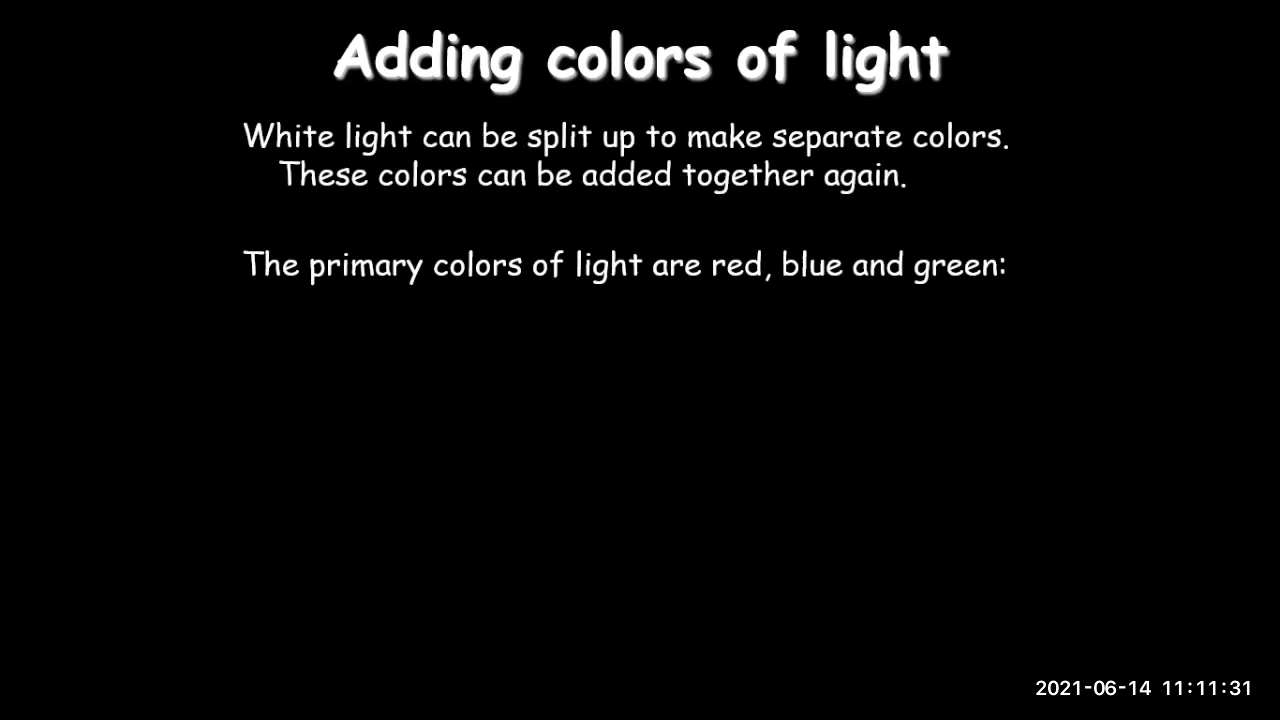 Adding colors of light
White light can be split up to make separate colors.
These colors can be added together again.
The primary colors of light are red, blue and green:
2021-06-14 11:11:31